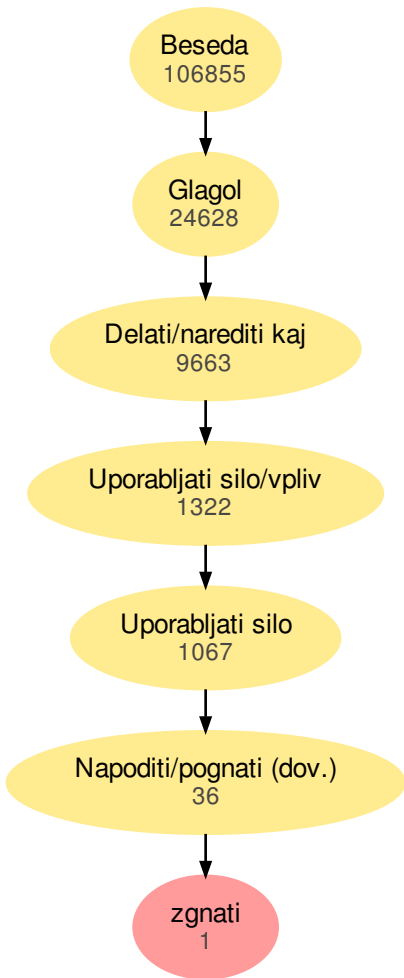 Beseda
106855
Glagol
24628
Delati/narediti kaj
9663
Uporabljati silo/vpliv
1322
Uporabljati silo
1067
Napoditi/pognati (dov.)
36
zgnati
1